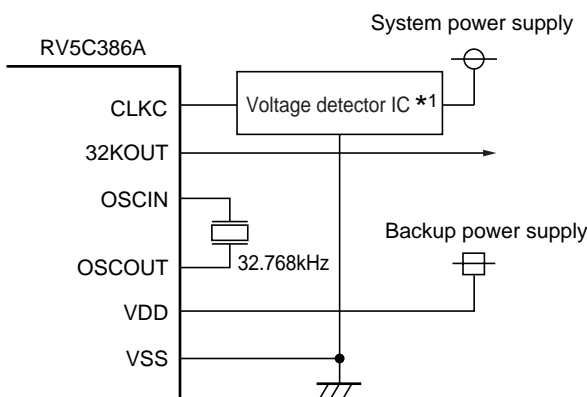 System power supply
RV5C386A
CLKC
Voltage detector IC *1
32KOUT
OSCIN
Backup power supply
OSCOUT
32.768kHz
VDD
VSS